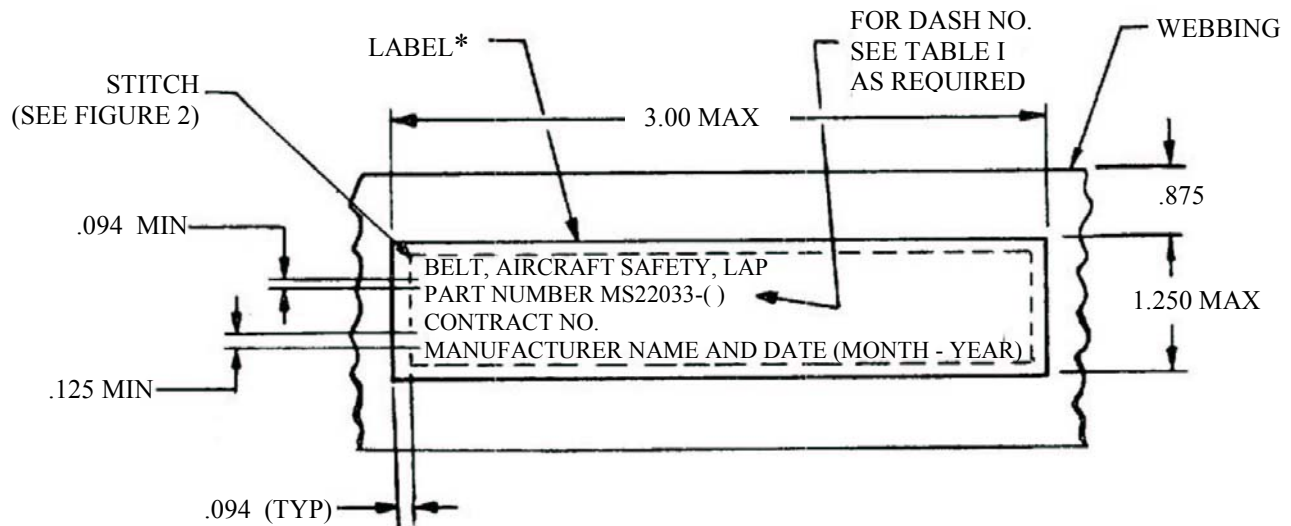 FOR DASH NO.
SEE TABLE I
AS REQUIRED
WEBBING
LABEL*
STITCH
(SEE FIGURE 2)
3.00 MAX
.875
.094 MIN
BELT, AIRCRAFT SAFETY, LAP
PART NUMBER MS22033-( )
CONTRACT NO.
MANUFACTURER NAME AND DATE (MONTH - YEAR)
1.250 MAX
.125 MIN
.094 (TYP)